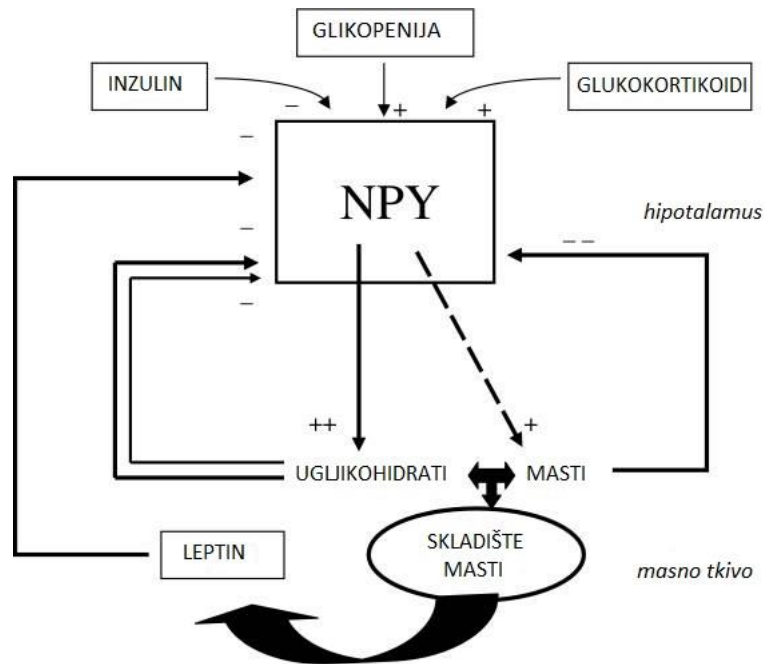 GLIKOPENIJA
INZULIN
GLUKOKORTIKOIDI
–
+
+
–
NPY
hipotalamus
–
– –
–
++
+
UGLJIKOHIDRATI
MASTI
LEPTIN
SKLADIŠTE
MASTI
masno tkivo